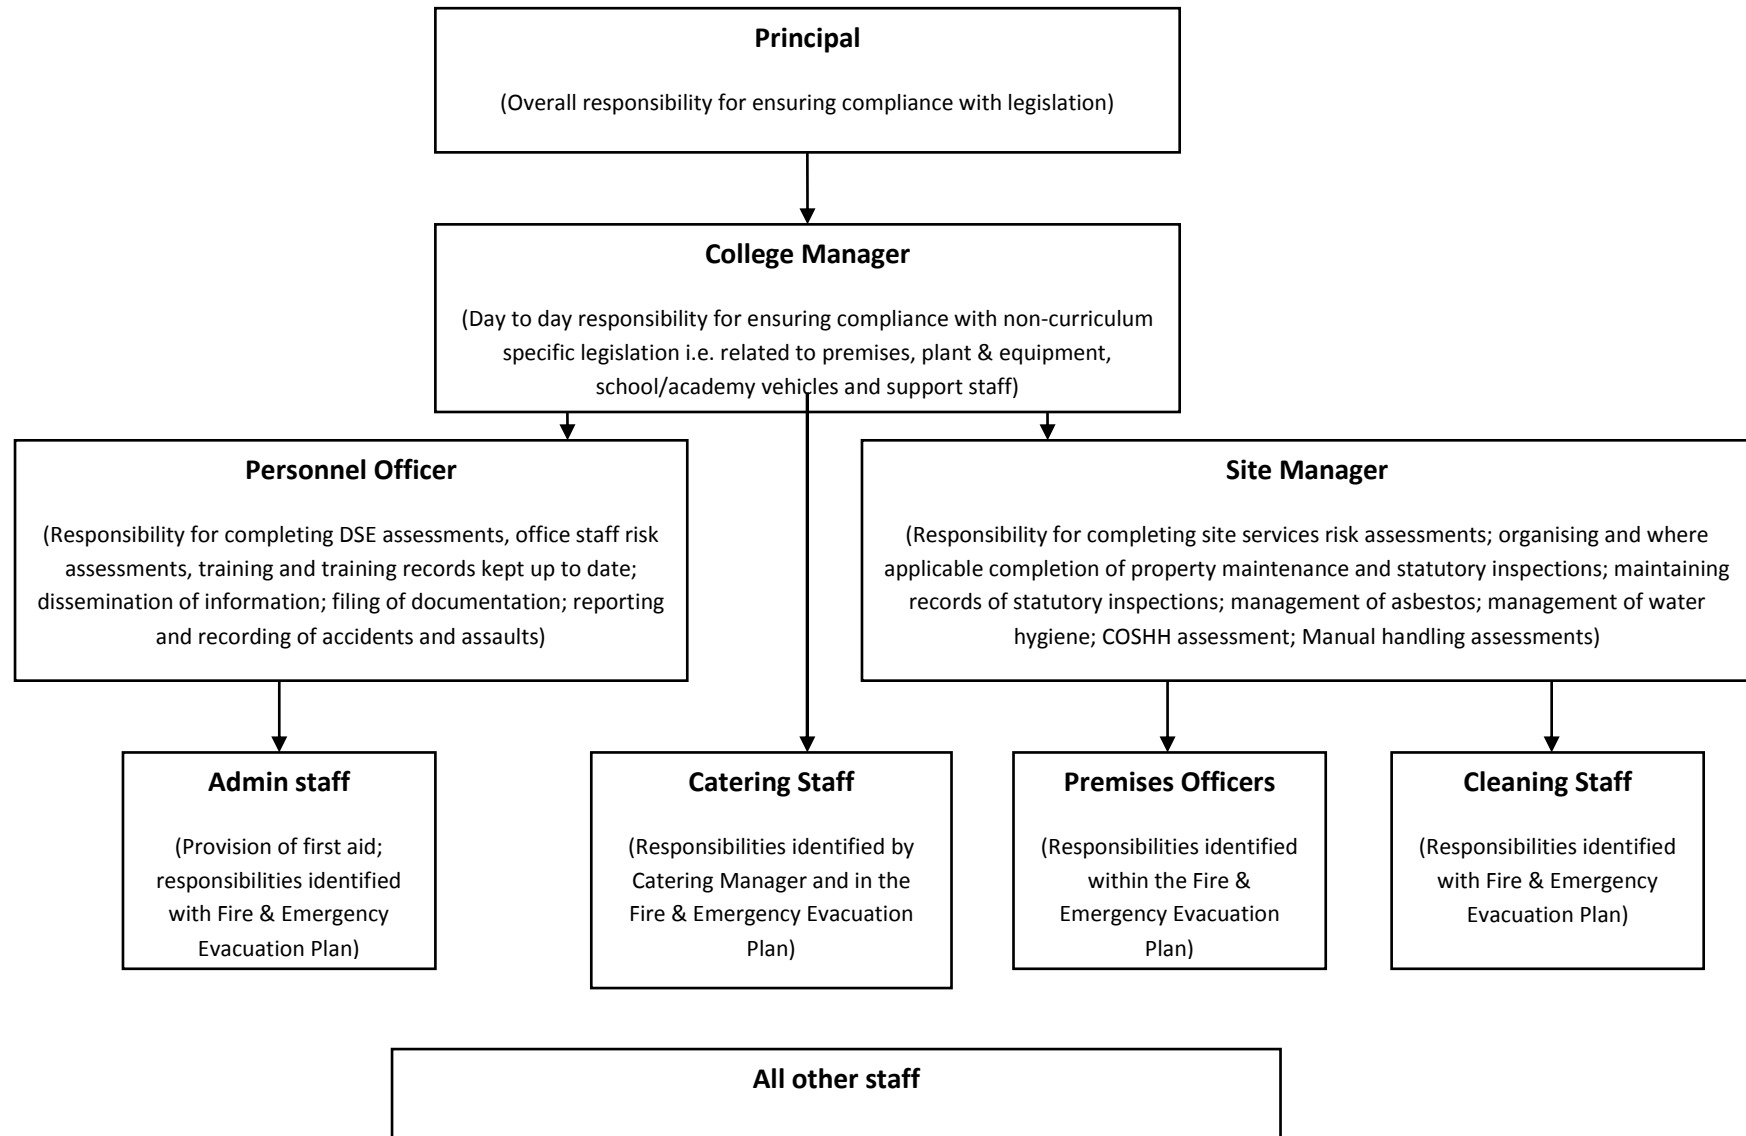 Principal
(Overall responsibility for ensuring compliance with legislation)
College Manager
(Day to day responsibility for ensuring compliance with non-curriculum
specific legislation i.e. related to premises, plant & equipment,
school/academy vehicles and support staff)
Personnel Officer
(Responsibility for completing DSE assessments, office staff risk
assessments, training and training records kept up to date;
dissemination of information; filing of documentation; reporting
and recording of accidents and assaults)
Site Manager
(Responsibility for completing site services risk assessments; organising and where
applicable completion of property maintenance and statutory inspections; maintaining
records of statutory inspections; management of asbestos; management of water
hygiene; COSHH assessment; Manual handling assessments)
Admin staff
(Provision of first aid;
responsibilities identified
with Fire & Emergency
Evacuation Plan)
Catering Staff
(Responsibilities identified by
Catering Manager and in the
Fire & Emergency Evacuation
Plan)
Premises Officers
(Responsibilities identified
within the Fire &
Emergency Evacuation
Plan)
Cleaning Staff
(Responsibilities identified
with Fire & Emergency
Evacuation Plan)
All other staff